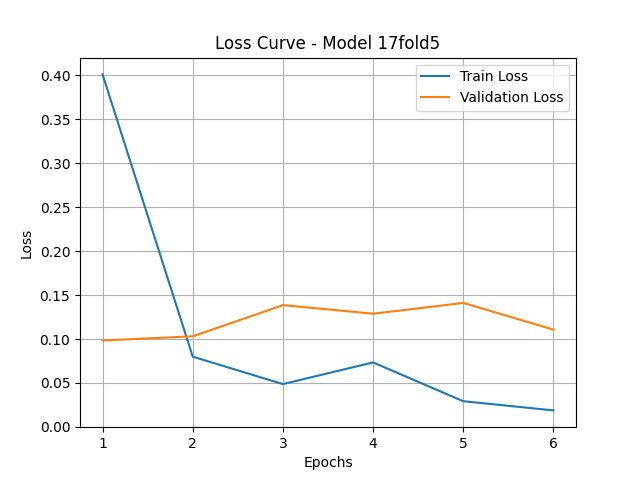 Loss Curve - Model 17fold5
Train Loss
Validation Loss
0.40
0.35
0.30
0.25
0.20
0.15
0.10
0.05
0.00
Loss
1 2 3 4 5 6
Epochs